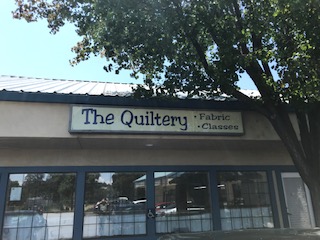 The Quiltery • Fabric
• Classes